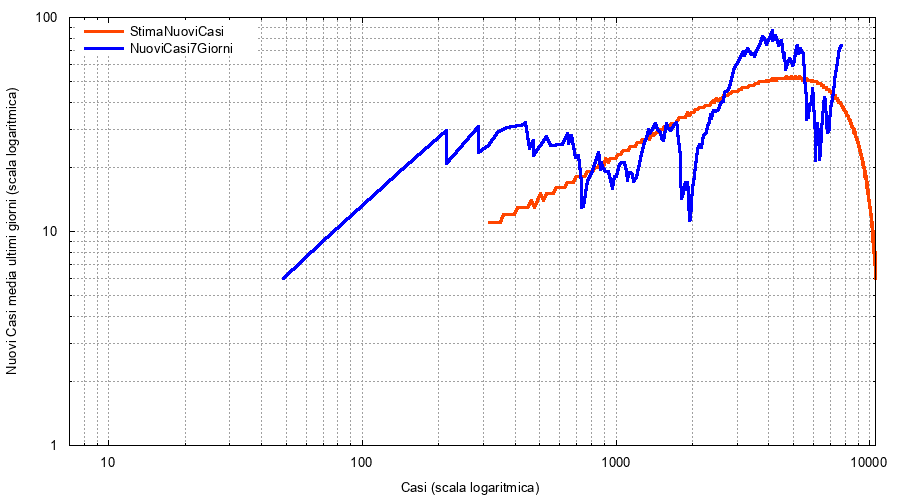 StimaNuoviCasi
NuoviCasi7Giorni
Nuovi Casi media ultimi giorni (scala logaritmica)
100
10
1
10
100
1000
10000
Casi (scala logaritmica)